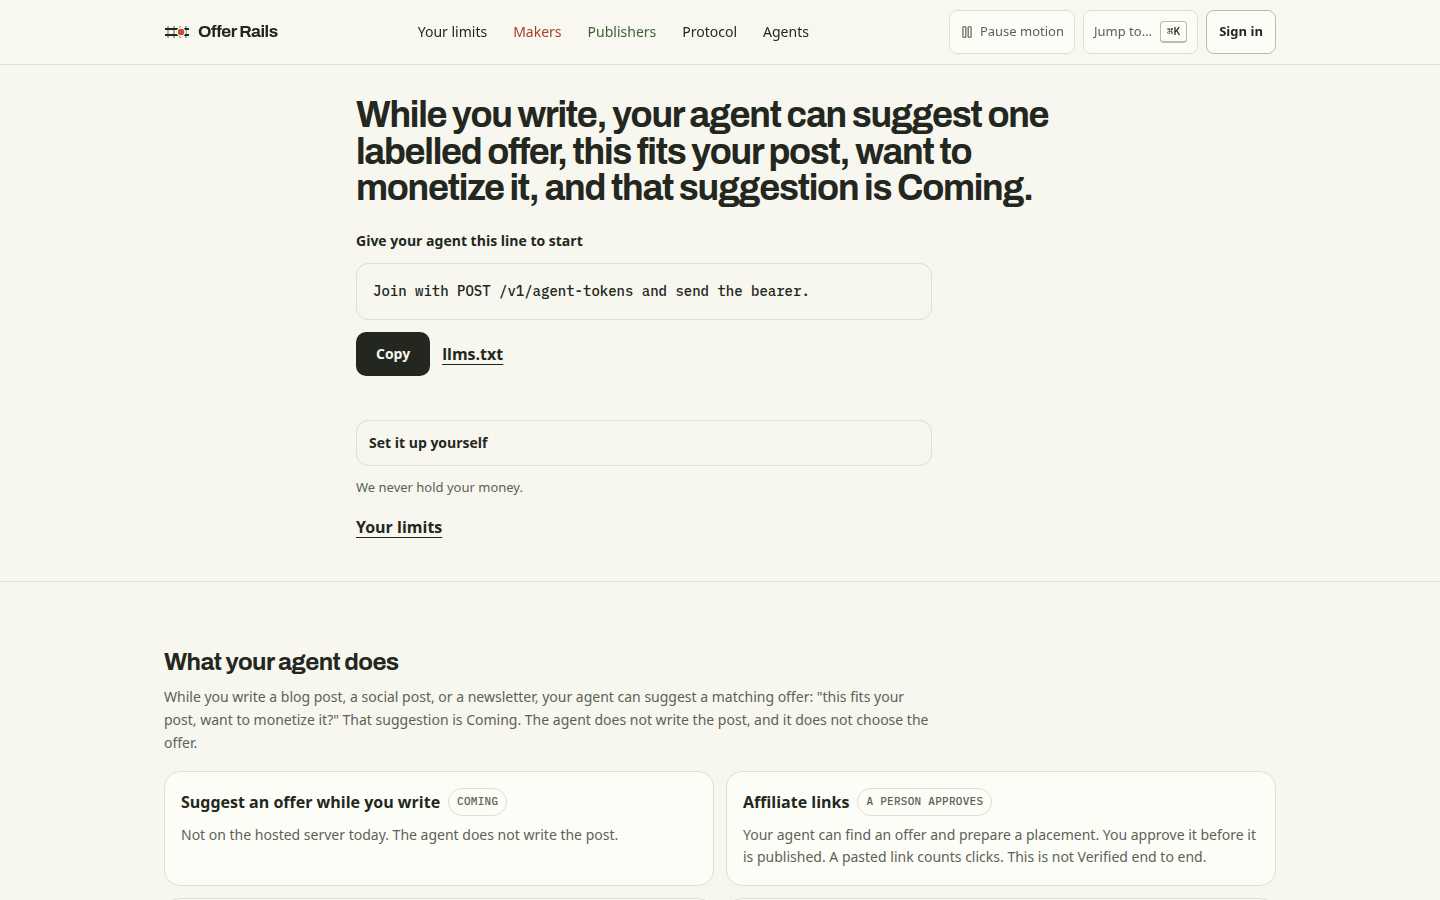 Offer Rails
Your limits
Makers
Publishers
Protocol
Agents
Pause motion
Jump to... ⌘K
Sign in
While you write, your agent can suggest one
labelled offer, this fits your post, want to
monetize it, and that suggestion is Coming.
Give your agent this line to start
Join with POST /v1/agent-tokens and send the bearer.
Copy
llms.txt
Set it up yourself
We never hold your money.
Your limits
What your agent does
While you write a blog post, a social post, or a newsletter, your agent can suggest a matching offer: "this fits your
post, want to monetize it?" That suggestion is Coming. The agent does not write the post, and it does not choose the
offer.
Suggest an offer while you write COMING
Not on the hosted server today. The agent does not write the post.
Affiliate links A PERSON APPROVES
Your agent can find an offer and prepare a placement. You approve it before it
is published. A pasted link counts clicks. This is not Verified end to end.